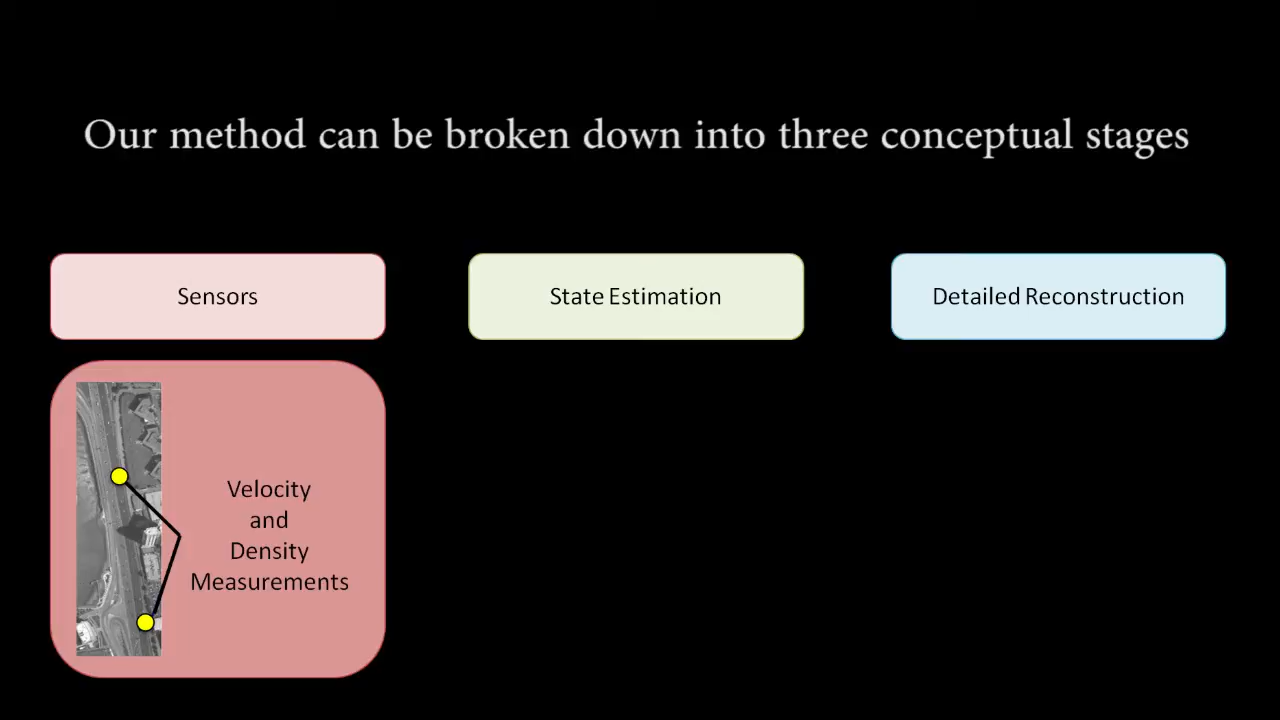 Our method can be broken down into three conceptual stages
Sensors
State Estimation
Detailed Reconstruction
Velocity
and
Density
Measurements